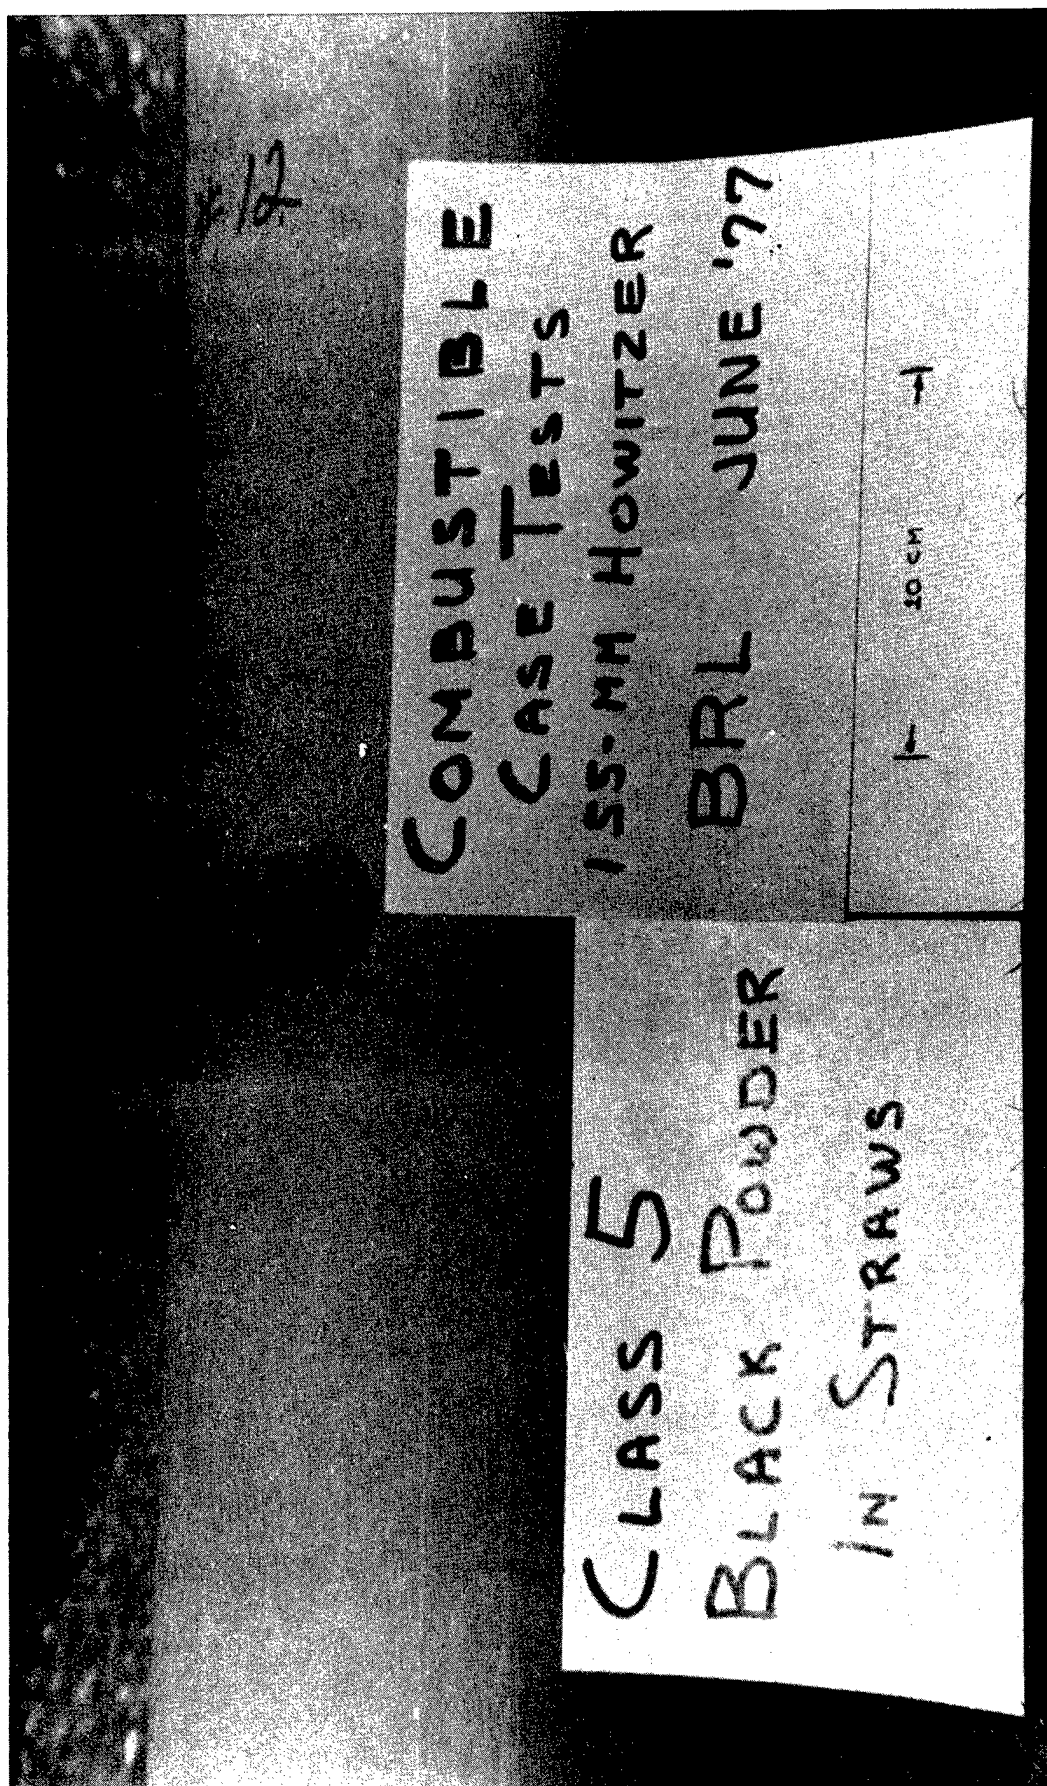 #12
COMBUSTIBLE
CASE TESTS
155-MM HOWITZER
BRL JUNE '77
10 CM
CLASS 5
BLACK POWDER
IN STRAWS